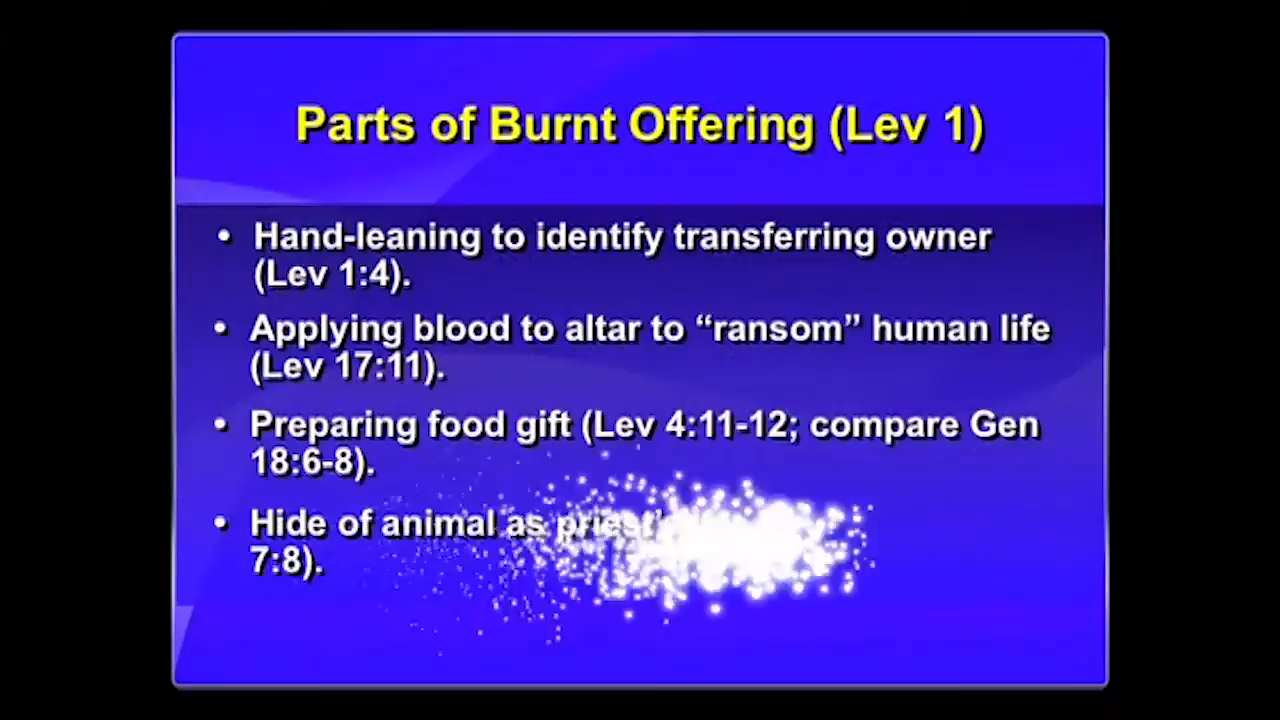 Parts of Burnt Offering (Lev 1)
• Hand-leaning to identify transferring owner
(Lev 1:4).
• Applying blood to altar to “ransom” human life
(Lev 17:11).
• Preparing food gift (Lev 4:11-12; compare Gen
18:6-8).
• Hide of animal as priest’
7:8).